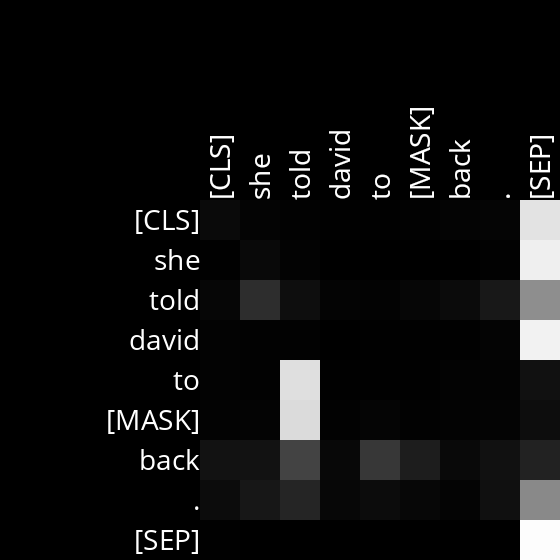 [CLS] she told david to [MASK] back . [SEP]
[CLS]
she
told
david
to
[MASK]
back
.
[SEP]